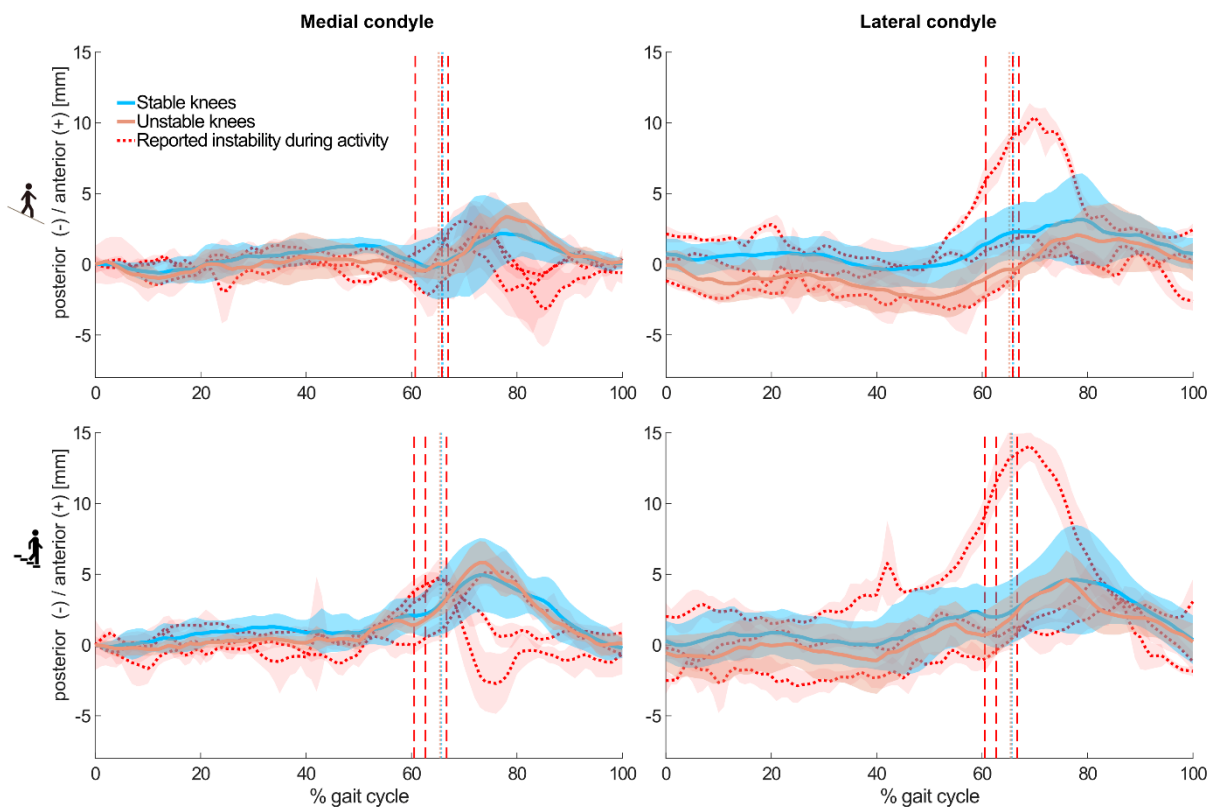 Medial condyle
Lateral condyle
posterior (-) / anterior (+) [mm]
15
10
5
0
-5
Stable knees
Unstable knees
Reported instability during activity
0 20 40 60 80 100
15
10
5
0
-5
0 20 40 60 80 100
posterior (-) / anterior (+) [mm]
15
10
5
0
-5
0 20 40 60 80 100
% gait cycle
15
10
5
0
-5
0 20 40 60 80 100
% gait cycle